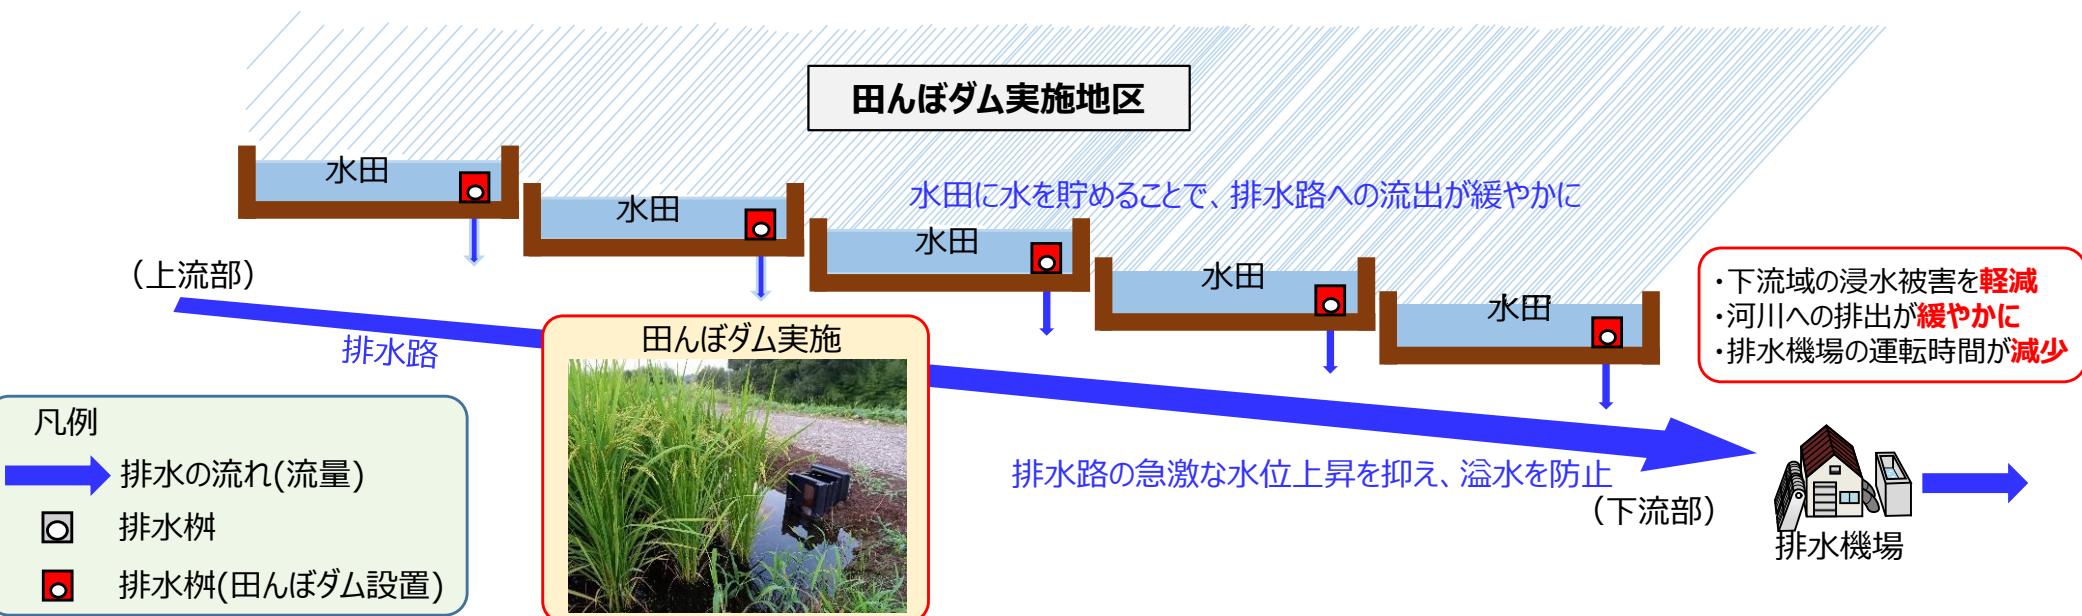 田んぼダム実施地区
水田
水田
水田
水田
水田
水田に水を貯めることで、排水路への流出が緩やかに
（上流部）
排水路
田んぼダム実施
・下流域の浸水被害を軽減
・河川への排出が緩やかに
・排水機場の運転時間が減少
排水路の急激な水位上昇を抑え、溢水を防止
（下流部）
排水機場
凡例
排水の流れ(流量)
排水桝
排水桝(田んぼダム設置)